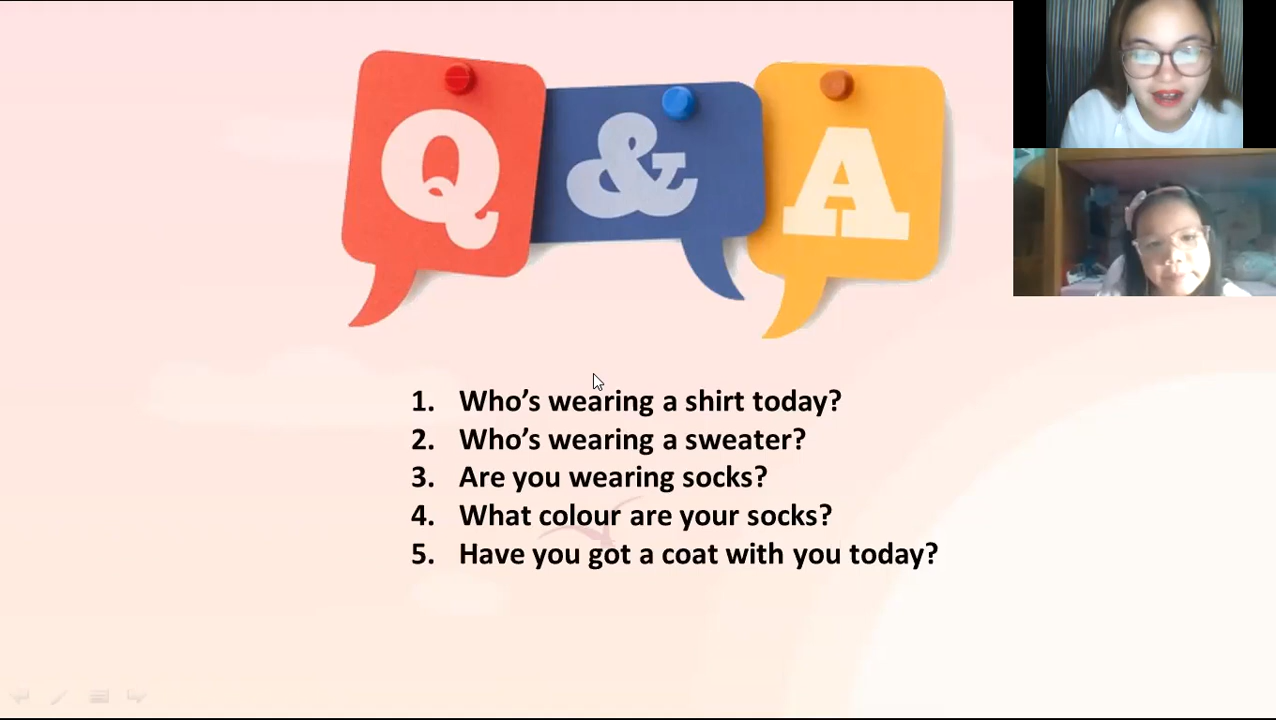 Q & A
1. Who's wearing a shirt today?
2. Who's wearing a sweater?
3. Are you wearing socks?
4. What colour are your socks?
5. Have you got a coat with you today?